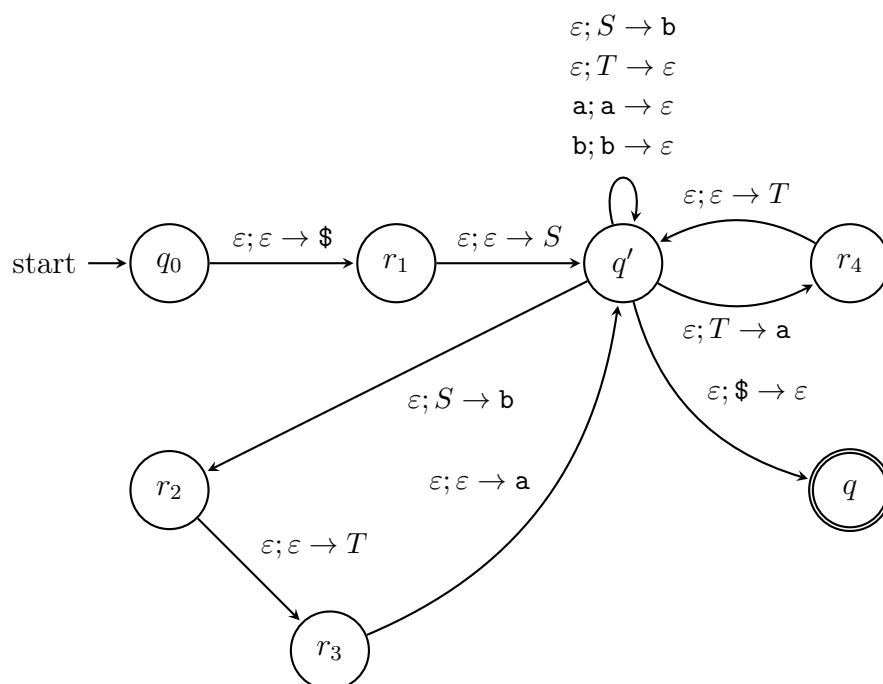 ε; S → b
ε; T → ε
a; a → ε
b; b → ε
ε; ε → T
ε; ε → $
ε; ε → S
start
q₀
r₁
q′
r₄
ε; T → a
ε; $ → ε
ε; S → b
ε; ε → a
r₂
q
ε; ε → T
r₃